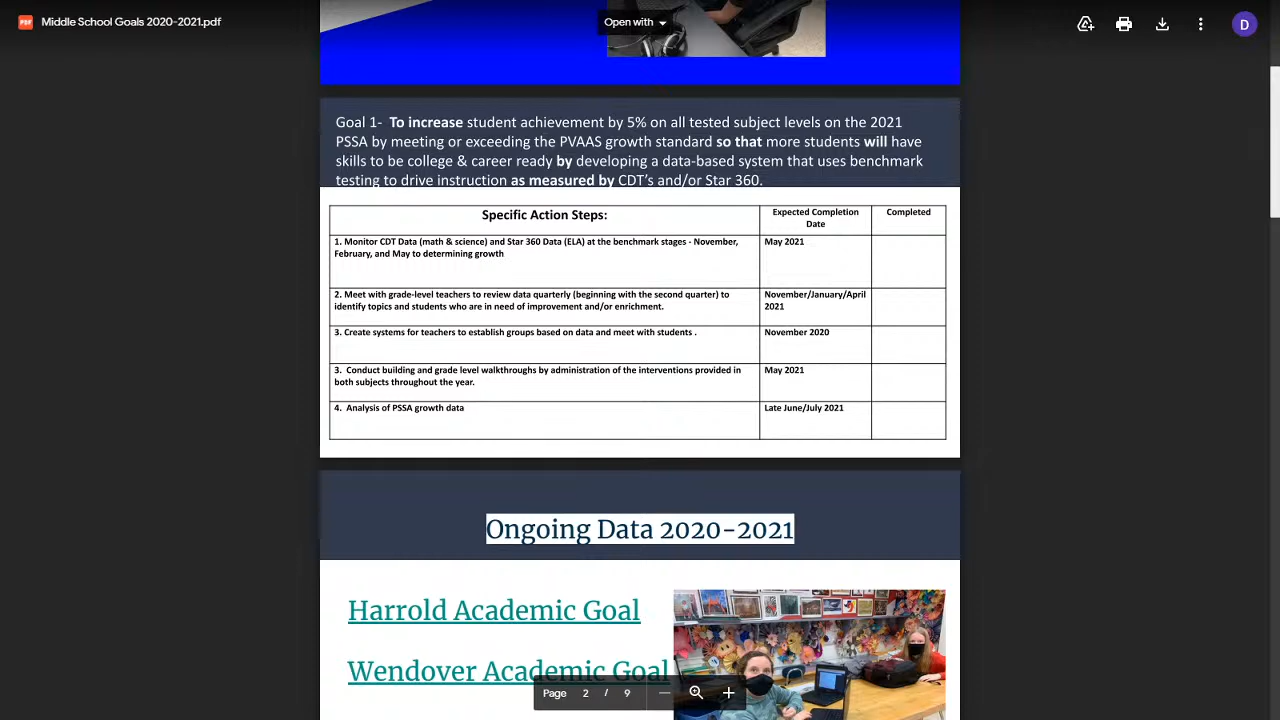 Middle School Goals 2020-2021.pdf
Open with
D
Goal 1- To increase student achievement by 5% on all tested subject levels on the 2021
PSSA by meeting or exceeding the PVAAS growth standard so that more students will have
skills to be college & career ready by developing a data-based system that uses benchmark
testing to drive instruction as measured by CDT's and/or Star 360.
Specific Action Steps:
Expected Completion
Date
Completed
1. Monitor CDT Data (math & science) and Star 360 Data (ELA) at the benchmark stages - November,
February, and May to determining growth
May 2021
2. Meet with grade-level teachers to review data quarterly (beginning with the second quarter) to
identify topics and students who are in need of improvement and/or enrichment.
November/January/April
2021
3. Create systems for teachers to establish groups based on data and meet with students .
November 2020
3. Conduct building and grade level walkthroughs by administration of the interventions provided in
both subjects throughout the year.
May 2021
4. Analysis of PSSA growth data
Late June/July 2021
Ongoing Data 2020-2021
Harrold Academic Goal
Wendover Academic Goal
Page 2 / 9